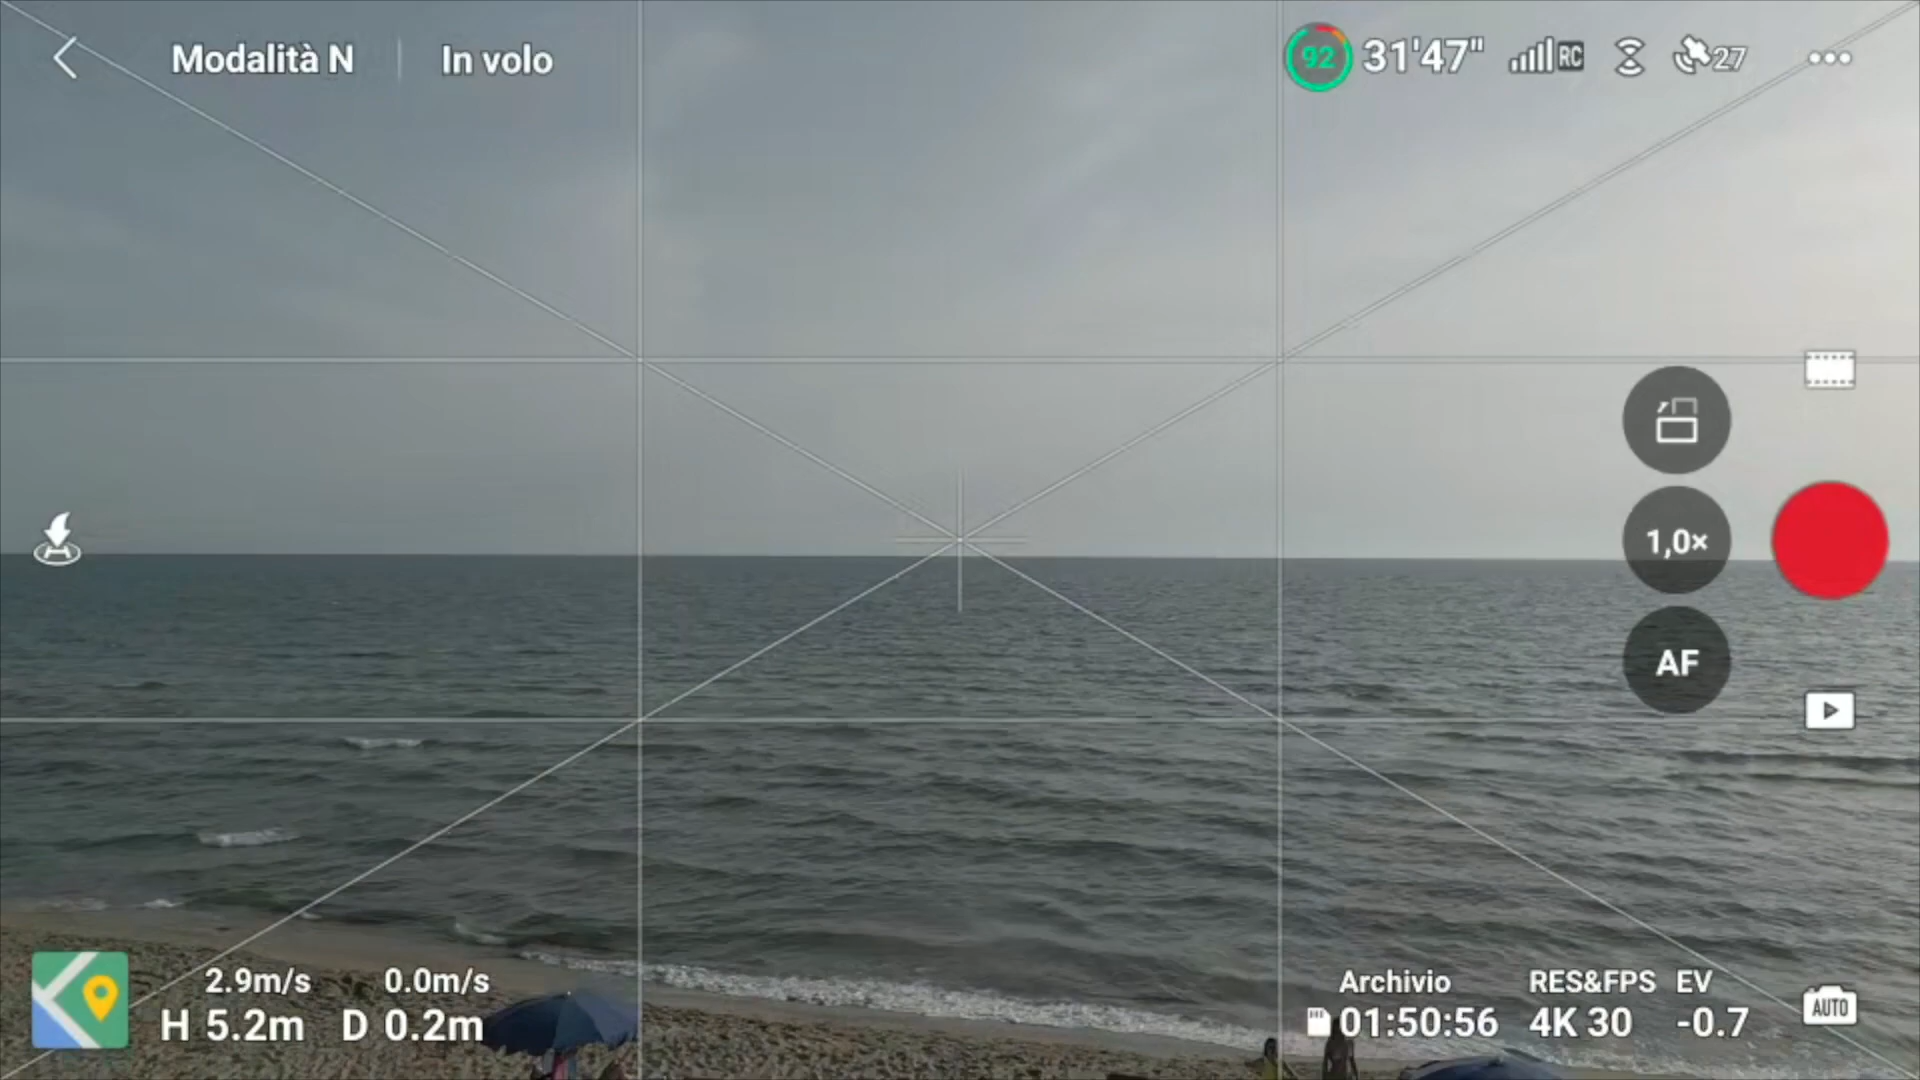 Modalità N
In volo
92 31'47" RC 27
1,0×
AF
2.9m/s 0.0m/s
H 5.2m D 0.2m
Archivio RES&FPS EV
01:50:56 4K 30 -0.7
AUTO